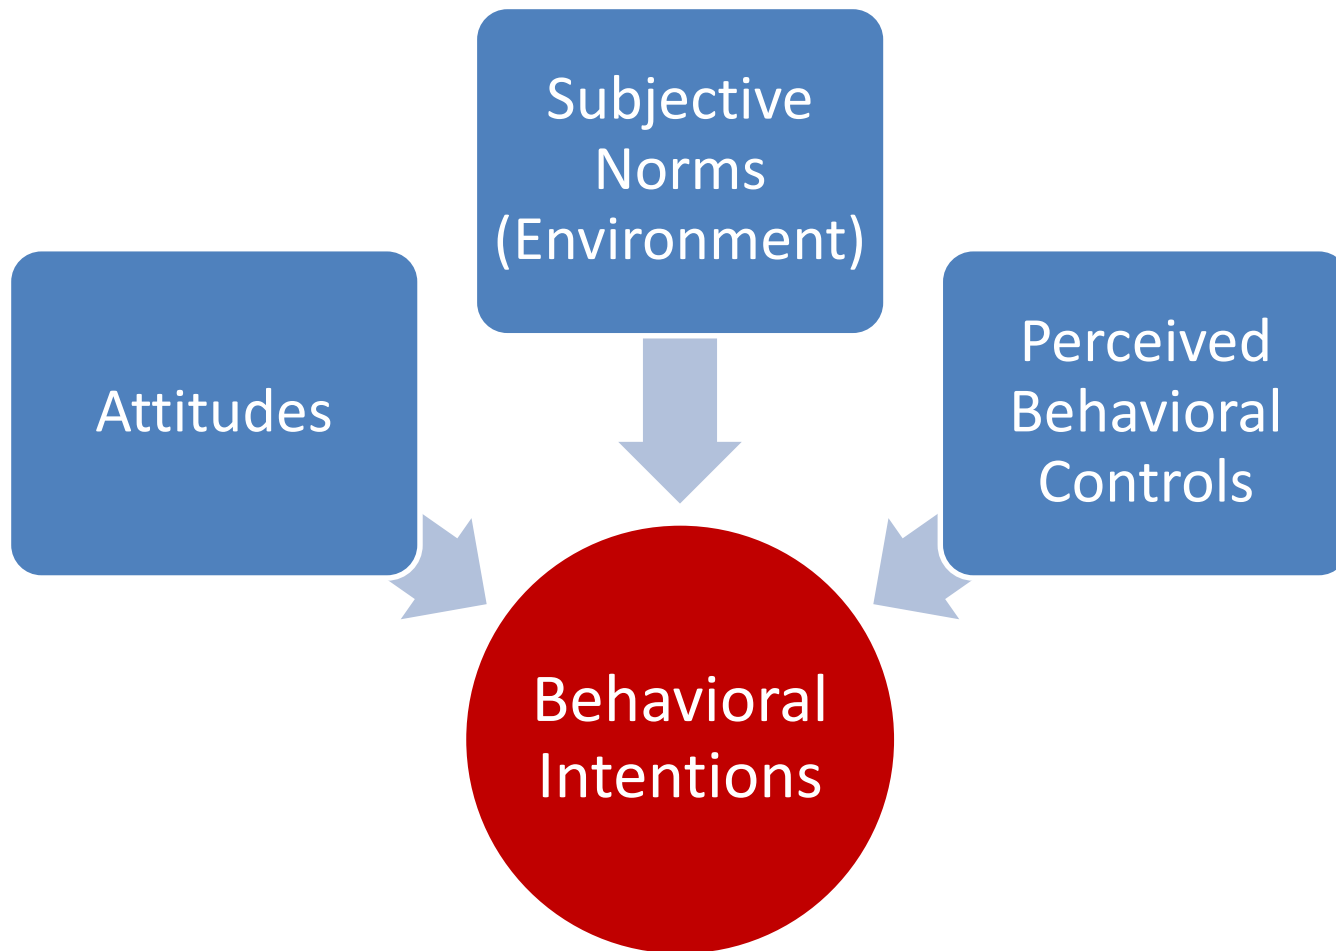 Subjective
Norms
(Environment)
Attitudes
Perceived
Behavioral
Controls
Behavioral
Intentions